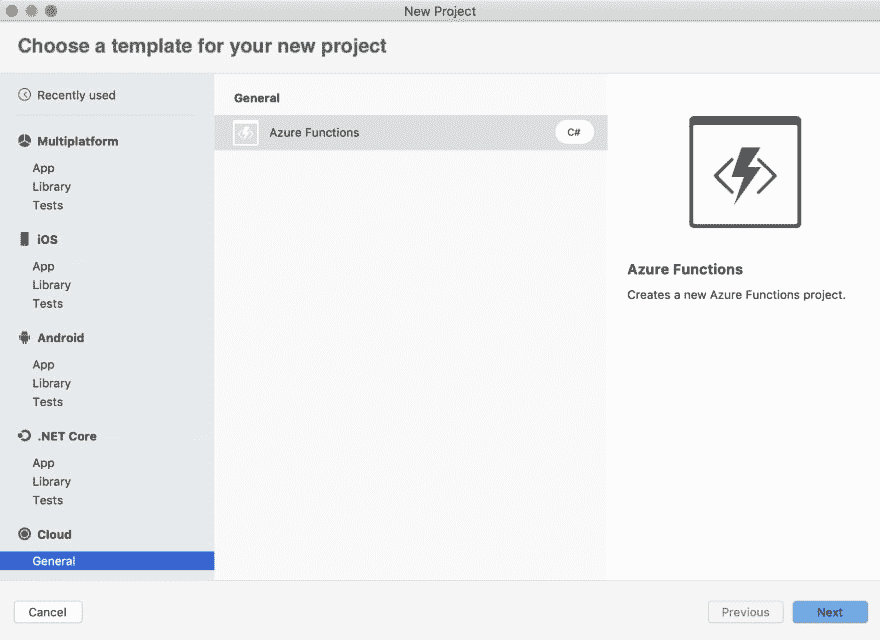 New Project
Choose a template for your new project
Recently used
Multiplatform
App
Library
Tests
iOS
App
Library
Tests
Android
App
Library
Tests
.NET Core
App
Library
Tests
Cloud
General
General
Azure Functions
C#
Azure Functions
Creates a new Azure Functions project.
Cancel
Previous
Next